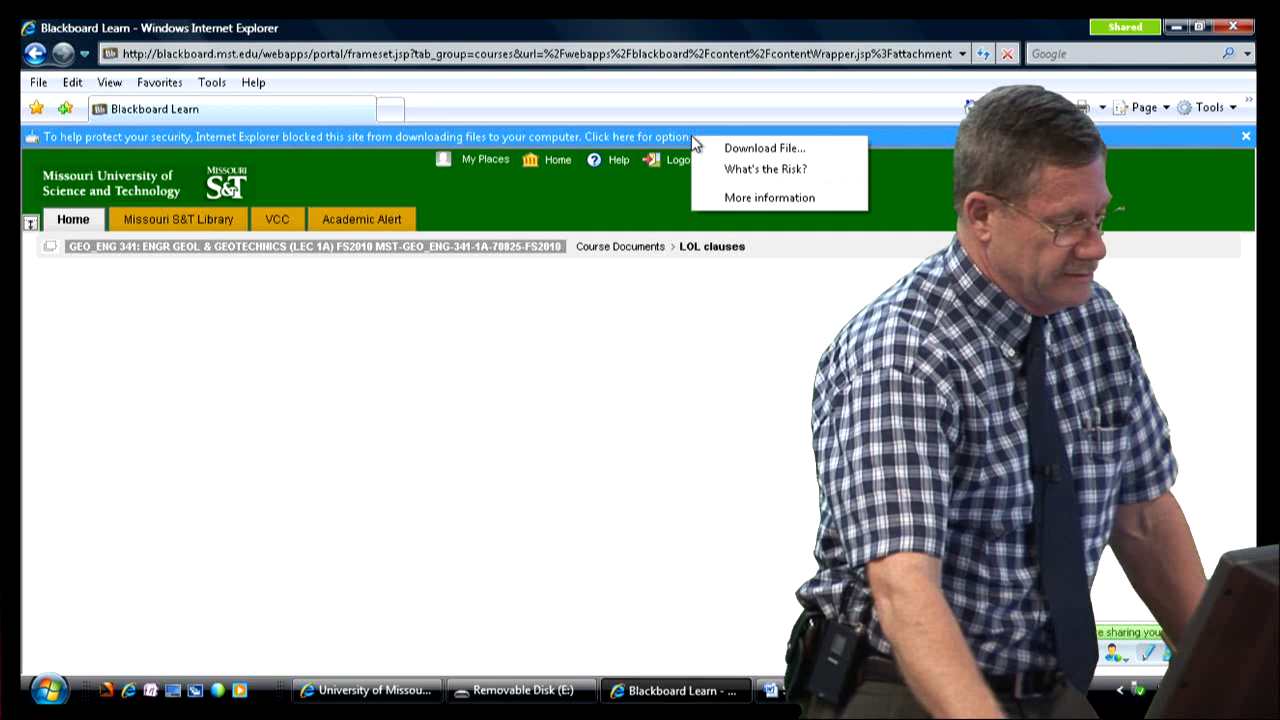 Blackboard Learn - Windows Internet Explorer
Shared
http://blackboard.mst.edu/webapps/portal/frameset.jsp?tab_group=courses&url=%2Fwebapps%2Fblackboard%2Fcontent%2FcontentWrapper.jsp%3Fattachment
Google
File Edit View Favorites Tools Help
Blackboard Learn
Page Tools
To help protect your security, Internet Explorer blocked this site from downloading files to your computer. Click here for option
Download File...
What's the Risk?
More information
My Places Home Help Logo
Missouri University of
Science and Technology
MISSOURI
S&T
Home Missouri S&T Library VCC Academic Alert
GEO_ENG 341: ENGR GEOL & GEOTECHNICS (LEC 1A) FS2010 MST-GEO_ENG-341-1A-70825-FS2010 Course Documents > LOL clauses
e sharing you
University of Missou... Removable Disk (E:) Blackboard Learn - ...